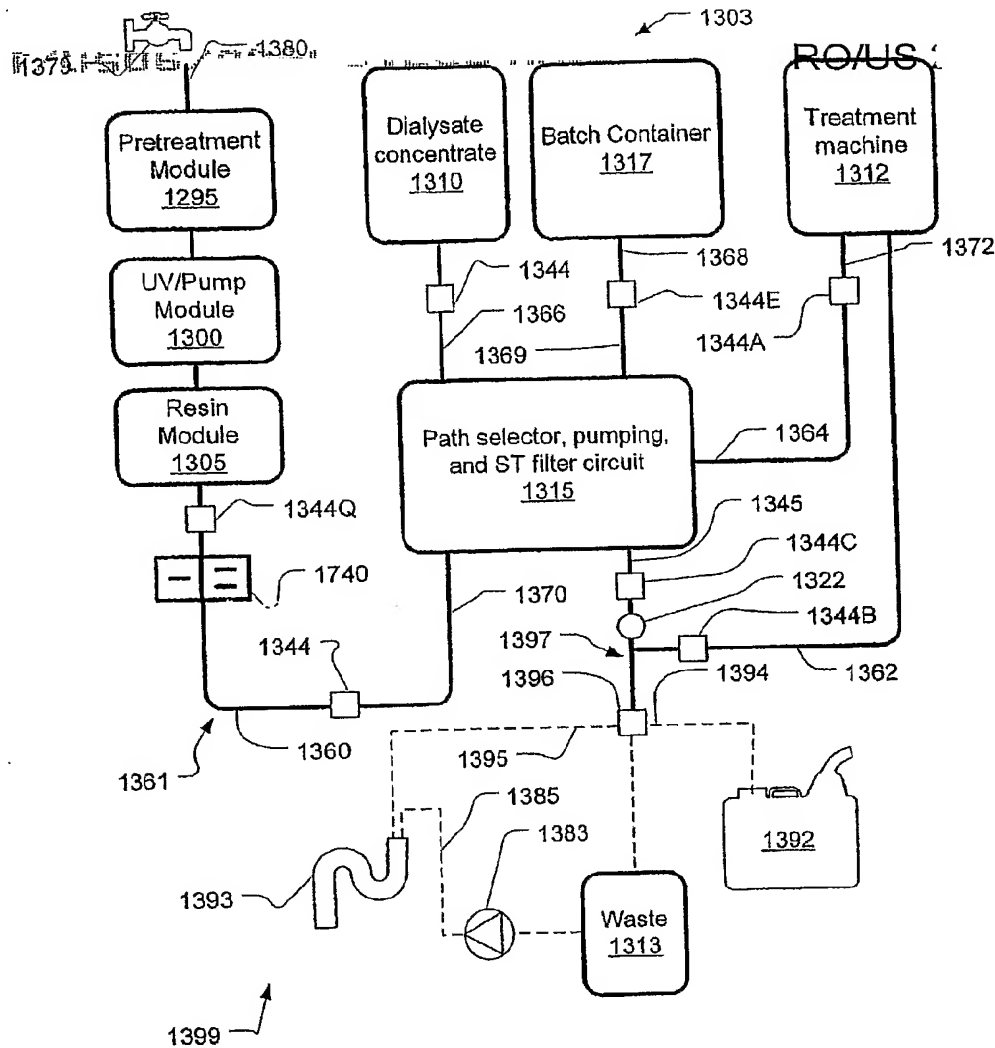 1303
1380
RO/US
Pretreatment
Module
1295
Dialysate
concentrate
1310
Batch Container
1317
Treatment
machine
1312
1372
1344
1368
1344E
1344A
1366
1369
UV/Pump
Module
1300
Resin
Module
1305
Path selector, pumping,
and ST filter circuit
1315
1364
1344Q
1345
1344C
1740
1370
1322
1344B
1344
1397
1396
1394
1362
1361
1360
1395
1385
1383
1392
1393
Waste
1313
1399